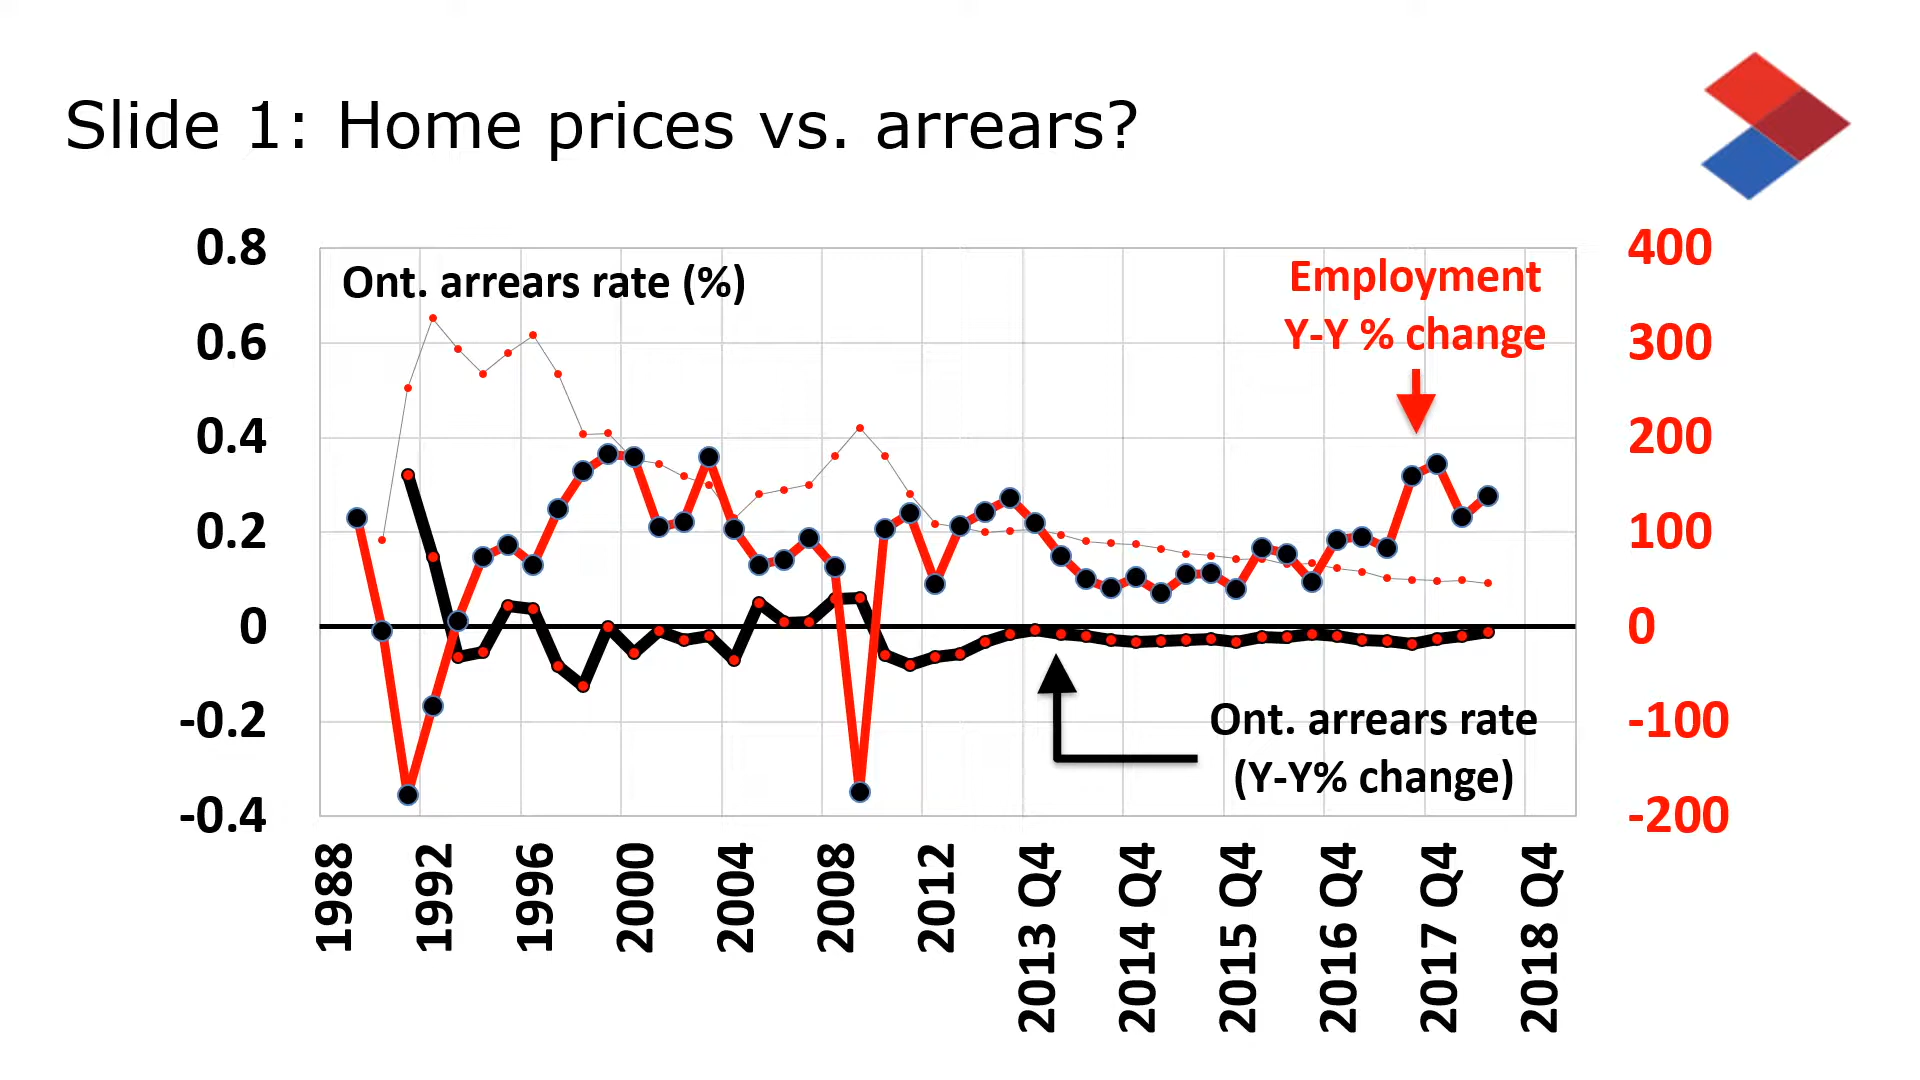 Slide 1: Home prices vs. arrears?
0.8
0.6
0.4
0.2
0
-0.2
-0.4
Ont. arrears rate (%)
Employment
Y-Y % change
Ont. arrears rate
(Y-Y% change)
400
300
200
100
0
-100
-200
1988
1992
1996
2000
2004
2008
2012
2013 Q4
2014 Q4
2015 Q4
2016 Q4
2017 Q4
2018 Q4